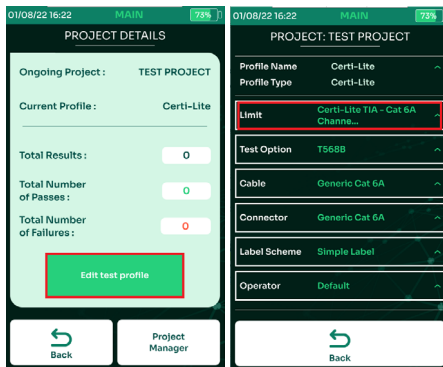 01/08/22 16:22 MAIN 73%
PROJECT DETAILS
Ongoing Project : TEST PROJECT
Current Profile : Certi-Lite
Total Results : 0
Total Number
of Passes : 0
Total Number
of Failures : 0
Edit test profile
Back
Project
Manager
01/08/22 16:22 MAIN 73%
PROJECT: TEST PROJECT
Profile Name Certi-Lite
Profile Type Certi-Lite
Limit Certi-Lite TIA - Cat 6A
Channe...
Test Option T568B
Cable Generic Cat 6A
Connector Generic Cat 6A
Label Scheme Simple Label
Operator Default
Back